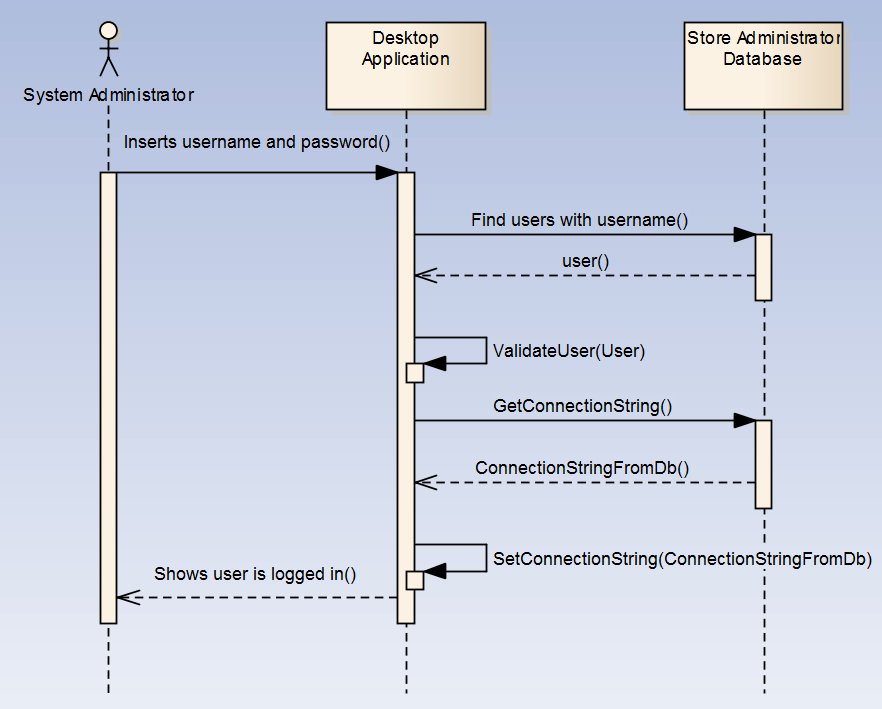 Desktop
Application
Store Administrator
Database
System Administrator
Inserts username and password()
Find users with username()
user()
ValidateUser(User)
GetConnectionString()
ConnectionStringFromDb()
SetConnectionString(ConnectionStringFromDb)
Shows user is logged in()